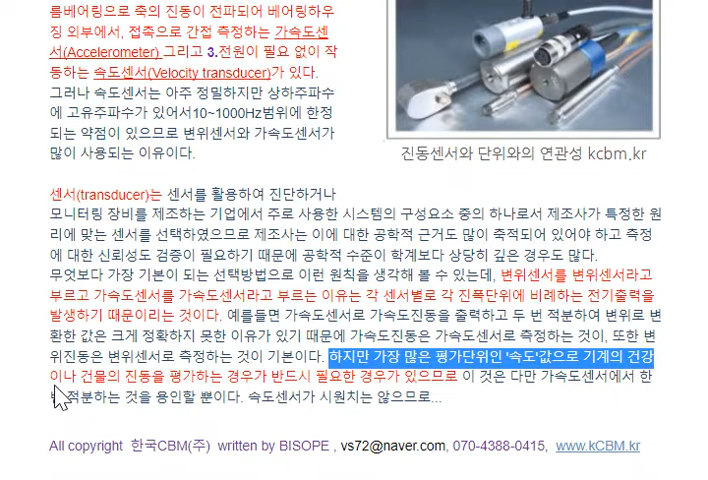 를베어링으로 축의 진동이 전파되어 베어링하우
징 외부에서, 접촉으로 간접 측정하는 가속도센
서(Accelerometer) 그리고 3.전원이 필요 없이 작
동하는 속도센서(Velocity transducer)가 있다.
그러나 속도센서는 아주 정밀하지만 상하주파수
에 고유주파수가 있어서10~1000Hz범위에 한정
되는 약점이 있으므로 변위센서와 가속도센서가
많이 사용되는 이유이다.
진동센서와 단위와의 연관성 kcbm.kr
센서(transducer)는 센서를 활용하여 진단하거나
모니터링 장비를 제조하는 기업에서 주로 사용한 시스템의 구성요소 중의 하나로서 제조사가 특정한 원
리에 맞는 센서를 선택하였으므로 제조사는 이에 대한 공학적 근거도 많이 축적되어 있어야 하고 측정
에 대한 신뢰성도 검증이 필요하기 때문에 공학적 수준이 학계보다 상당히 깊은 경우도 많다.
무엇보다 가장 기본이 되는 선택방법으로 이런 원칙을 생각해 볼 수 있는데, 변위센서를 변위센서라고
부르고 가속도센서를 가속도센서라고 부르는 이유는 각 센서별로 각 진폭단위에 비례하는 전기출력을
발생하기 때문이리는 것이다. 예를들면 가속도센서로 가속도진동을 출력하고 두 번 적분하여 변위로 변
환한 값은 크게 정확하지 못한 이유가 있기 때문에 가속도진동은 가속도센서로 측정하는 것이, 또한 변
위진동은 변위센서로 측정하는 것이 기본이다. 하지만 가장 많은 평가단위인 '속도'값으로 기계의 건강
이나 건물의 진동을 평가하는 경우가 반드시 필요한 경우가 있으므로 이 것은 다만 가속도센서에서 한
적분하는 것을 용인할 뿐이다. 속도센서가 시원치는 않으므로...
All copyright 한국CBM(주) written by BISOPE , vs72@naver.com, 070-4388-0415, www.kCBM.kr